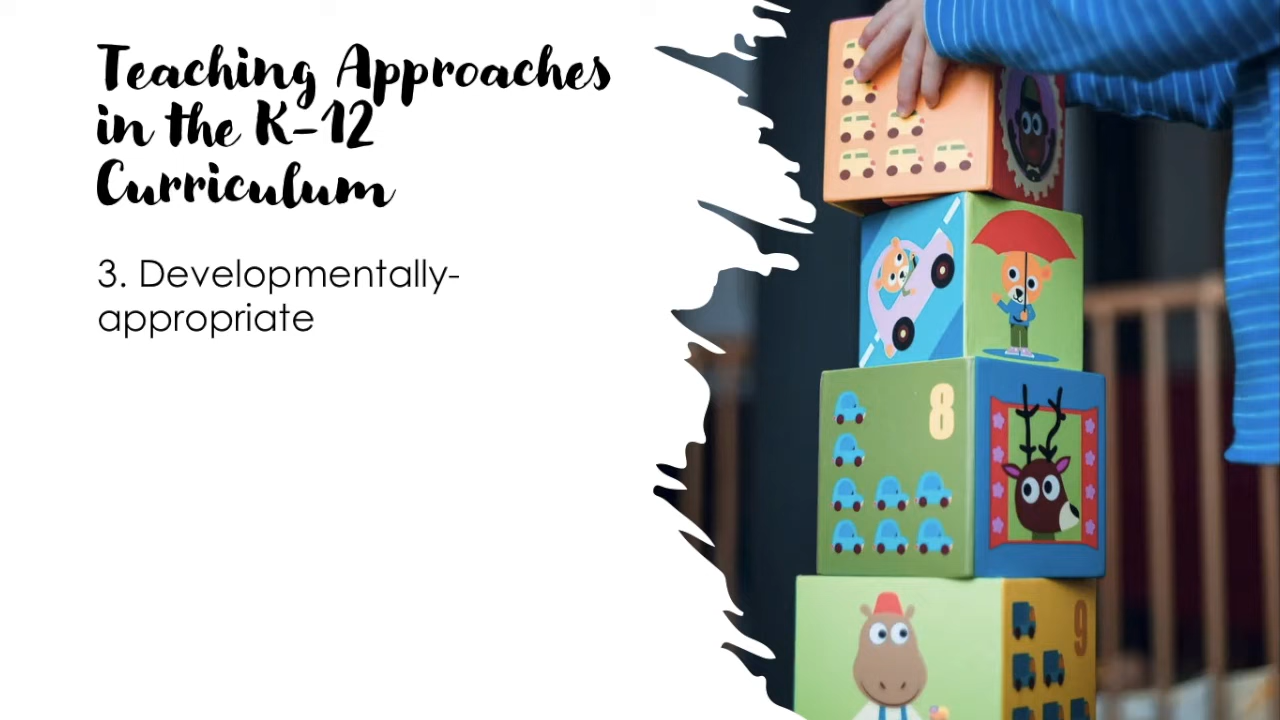 Teaching Approaches
in the K-12
Curriculum
3. Developmentally-
appropriate
8
9